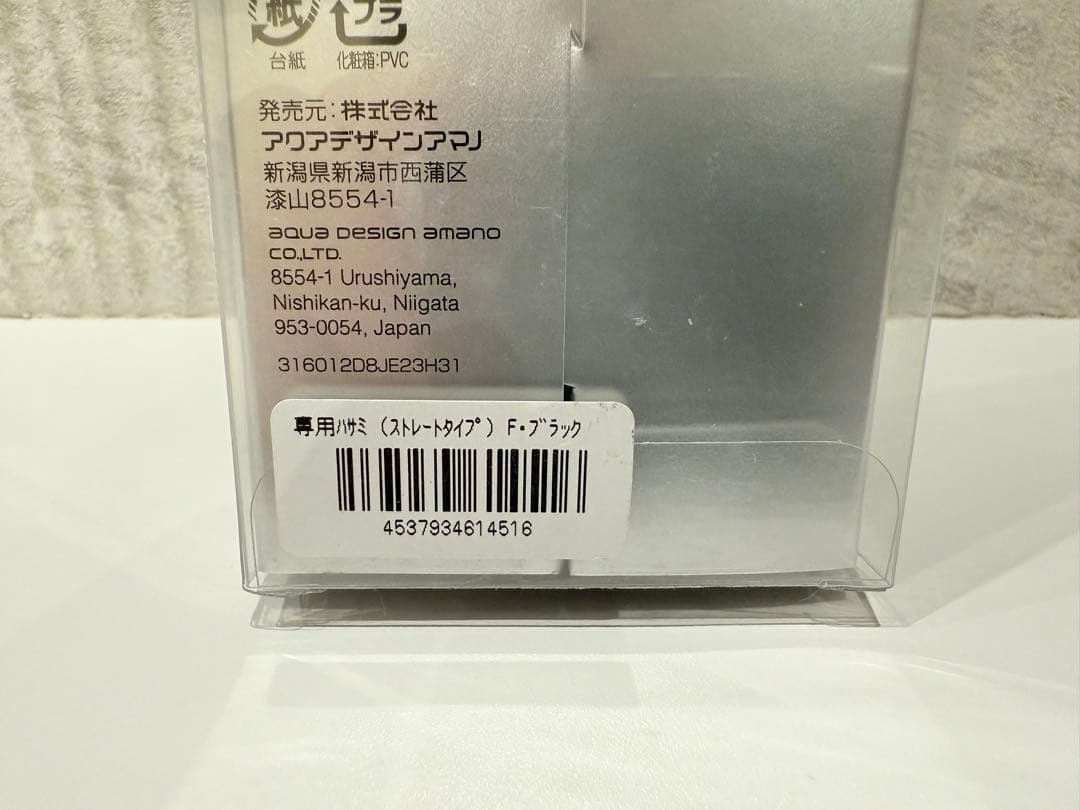 紙 プラ
台紙 化粧箱:PVC
発売元:株式会社
アクアデザインアマノ
新潟県新潟市西蒲区
漆山8554-1
aqua Design amano
CO.,LTD.
8554-1 Urushiyama,
Nishikan-ku, Niigata
953-0054, Japan
316012D8JE23H31
専用ハサミ (ストレートタイプ) F・ブラック
4537934614516